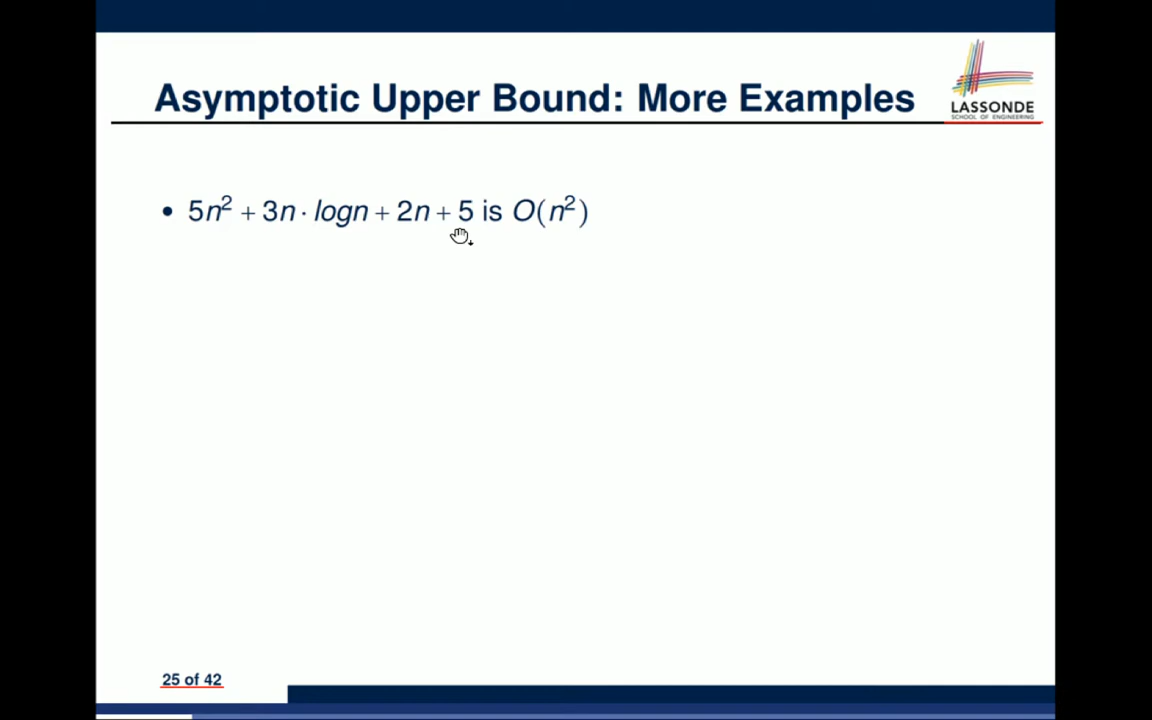 Asymptotic Upper Bound: More Examples
LASSONDE
SCHOOL OF ENGINEERING
• 5n² + 3n · logn + 2n + 5 is O(n²)
25 of 42